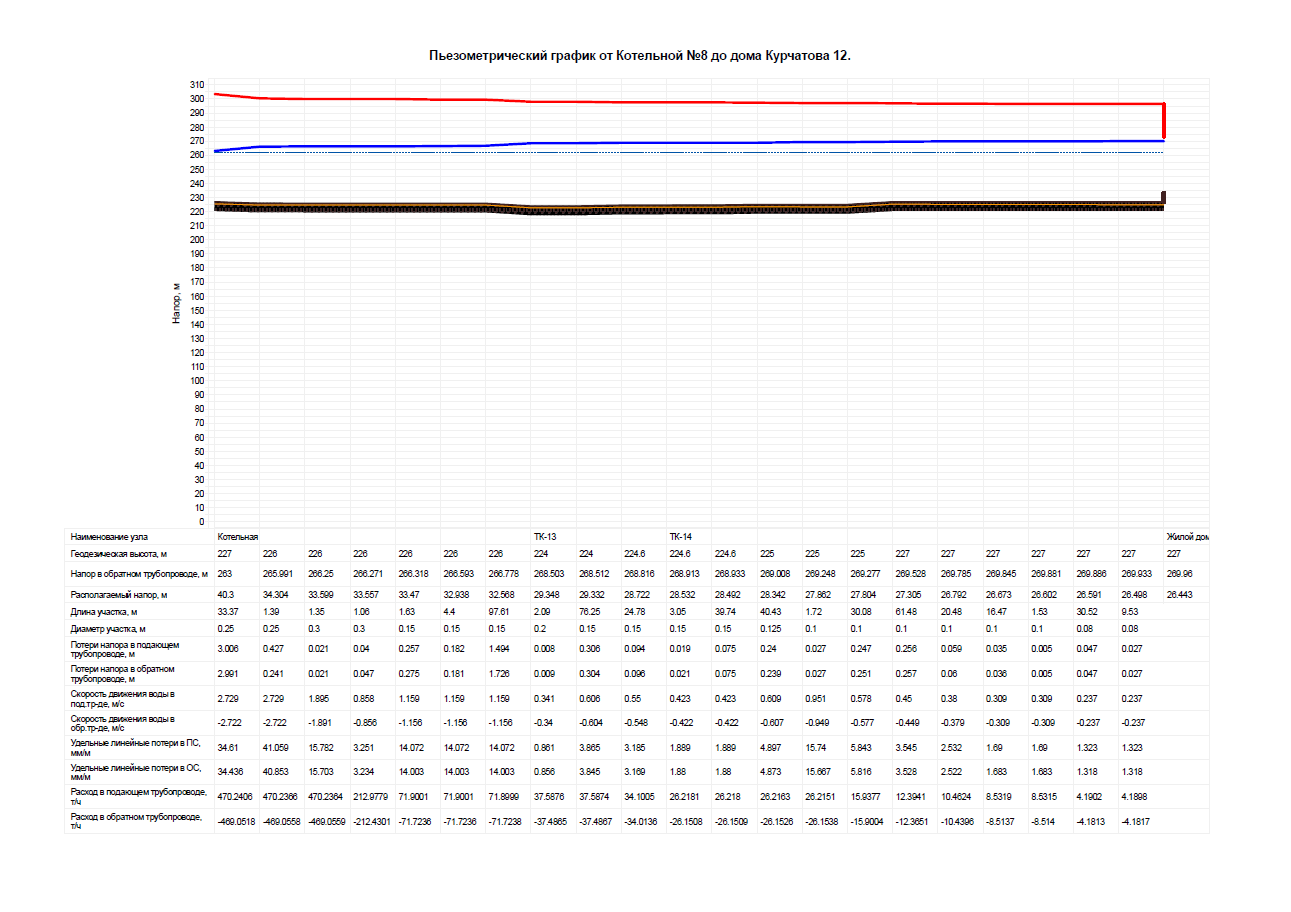 Пьезометрический график от Котельной №8 до дома Курчатова 12.
310
300
290
280
270
260
250
240
230
220
210
200
190
180
170
160
150
140
130
120
110
100
90
80
70
60
50
40
30
20
10
0
Напор, м
Наименование узла Котельная ТК-13 ТК-14 Жилой дом
Геодезическая высота, м 227 226 226 226 226 226 226 224 224 224.6 224.6 224.6 225 225 225 227 227 227 227 227 227 227
Напор в обратном трубопроводе, м 263 265.991 266.25 266.271 266.318 266.593 266.778 268.503 268.512 268.816 268.913 268.933 269.008 269.248 269.277 269.528 269.785 269.845 269.881 269.886 269.933 269.96
Располагаемый напор, м 40.3 34.304 33.599 33.557 33.47 32.938 32.568 29.348 29.332 28.722 28.532 28.492 28.342 27.862 27.804 27.305 26.792 26.673 26.602 26.591 26.498 26.443
Длина участка, м 33.37 1.39 1.35 1.06 1.63 4.4 97.61 2.09 76.25 24.78 3.05 39.74 40.43 1.72 30.08 61.48 20.48 16.47 1.53 30.52 9.53
Диаметр участка, м 0.25 0.25 0.3 0.3 0.15 0.15 0.15 0.2 0.15 0.15 0.15 0.15 0.125 0.1 0.1 0.1 0.1 0.1 0.1 0.08 0.08
Потери напора в подающем
трубопроводе, м 3.006 0.427 0.021 0.04 0.257 0.182 1.494 0.008 0.306 0.094 0.019 0.075 0.24 0.027 0.247 0.256 0.059 0.035 0.005 0.047 0.027
Потери напора в обратном
трубопроводе, м 2.991 0.241 0.021 0.047 0.275 0.181 1.726 0.009 0.304 0.096 0.021 0.075 0.239 0.027 0.251 0.257 0.06 0.036 0.005 0.047 0.027
Скорость движения воды в
под.тр-де, м/с 2.729 2.729 1.895 0.858 1.159 1.159 1.159 0.341 0.606 0.55 0.423 0.423 0.609 0.951 0.578 0.45 0.38 0.309 0.309 0.237 0.237
Скорость движения воды в
обр.тр-де, м/с -2.722 -2.722 -1.891 -0.856 -1.156 -1.156 -1.156 -0.34 -0.604 -0.548 -0.422 -0.422 -0.607 -0.949 -0.577 -0.449 -0.379 -0.309 -0.309 -0.237 -0.237
Удельные линейные потери в ПС,
мм/м 34.61 41.059 15.782 3.251 14.072 14.072 14.072 0.861 3.865 3.185 1.889 1.889 4.897 15.74 5.843 3.545 2.532 1.69 1.69 1.323 1.323
Удельные линейные потери в ОС,
мм/м 34.436 40.853 15.703 3.234 14.003 14.003 14.003 0.856 3.845 3.169 1.88 1.88 4.873 15.667 5.816 3.528 2.522 1.683 1.683 1.318 1.318
Расход в подающем трубопроводе,
т/ч 470.2406 470.2366 470.2364 212.9779 71.9001 71.9001 71.8999 37.5876 37.5874 34.1005 26.2181 26.218 26.2163 26.2151 15.9377 12.3941 10.4624 8.5319 8.5315 4.1902 4.1898
Расход в обратном трубопроводе,
т/ч -469.0518 -469.0558 -469.0559 -212.4301 -71.7236 -71.7236 -71.7238 -37.4865 -37.4867 -34.0136 -26.1508 -26.1509 -26.1526 -26.1538 -15.9004 -12.3651 -10.4396 -8.5137 -8.514 -4.1813 -4.1817